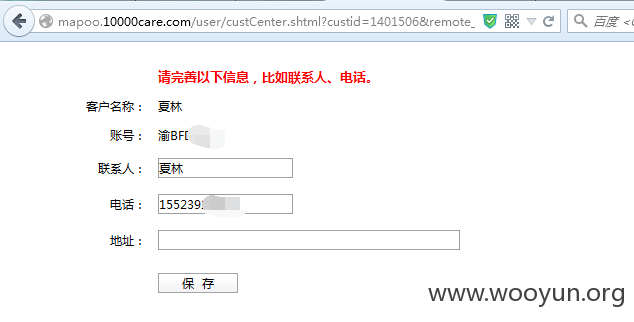 mapoo.10000care.com/user/custCenter.shtml?custid=1401506&remote_
百度 <C
请完善以下信息，比如联系人、电话。
客户名称： 夏林
账号： 渝BFD
联系人： 夏林
电话： 155239
地址：
保 存
www.wooyun.org